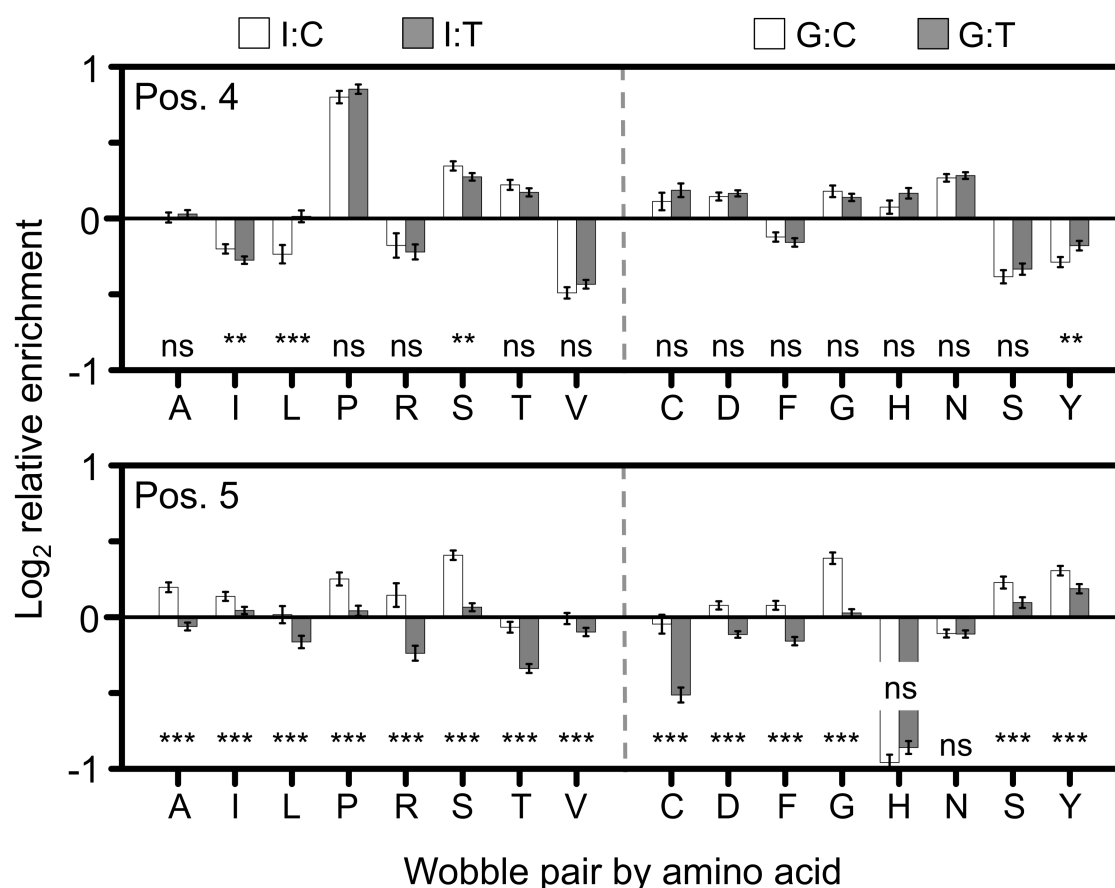 I:C I:T G:C G:T
1
Pos. 4
0
ns ** *** ns ns ** ns ns ns ns ns ns ns ns ns **
-1
A I L P R S T V C D F G H N S Y
Log2 relative enrichment
1
Pos. 5
0
ns
*** *** *** *** *** *** *** *** *** *** *** *** ns *** ***
-1
A I L P R S T V C D F G H N S Y
Wobble pair by amino acid